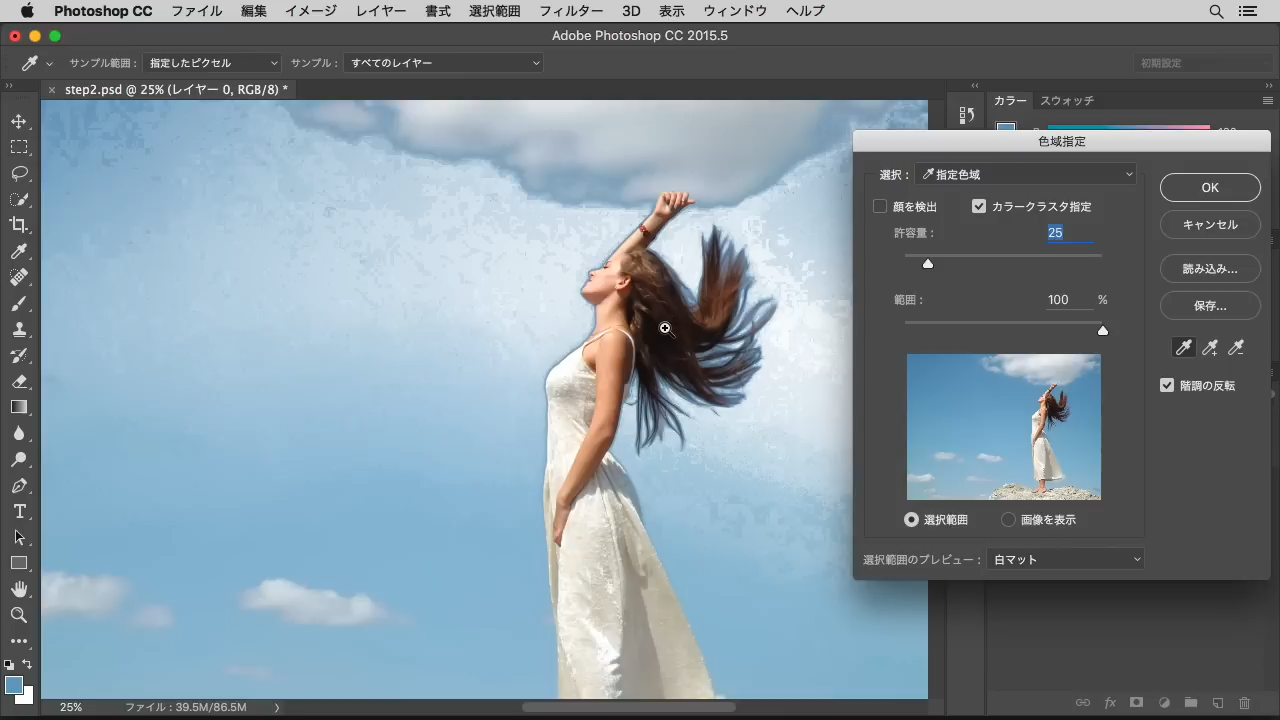 Photoshop CC ファイル 編集 イメージ レイヤー 書式 選択範囲 フィルター 3D 表示 ウィンドウ ヘルプ
Adobe Photoshop CC 2015.5
サンプル範囲： 指定したピクセル サンプル： すべてのレイヤー 初期設定
step2.psd @ 25% (レイヤー 0, RGB/8) *
カラー スウォッチ
色域指定
選択： 指定色域
OK
顔を検出 カラークラスタ指定
キャンセル
許容量： 25
読み込み...
範囲： 100 %
保存...
階調の反転
選択範囲 画像を表示
選択範囲のプレビュー： 白マット
25% ファイル : 39.5M/86.5M
fx